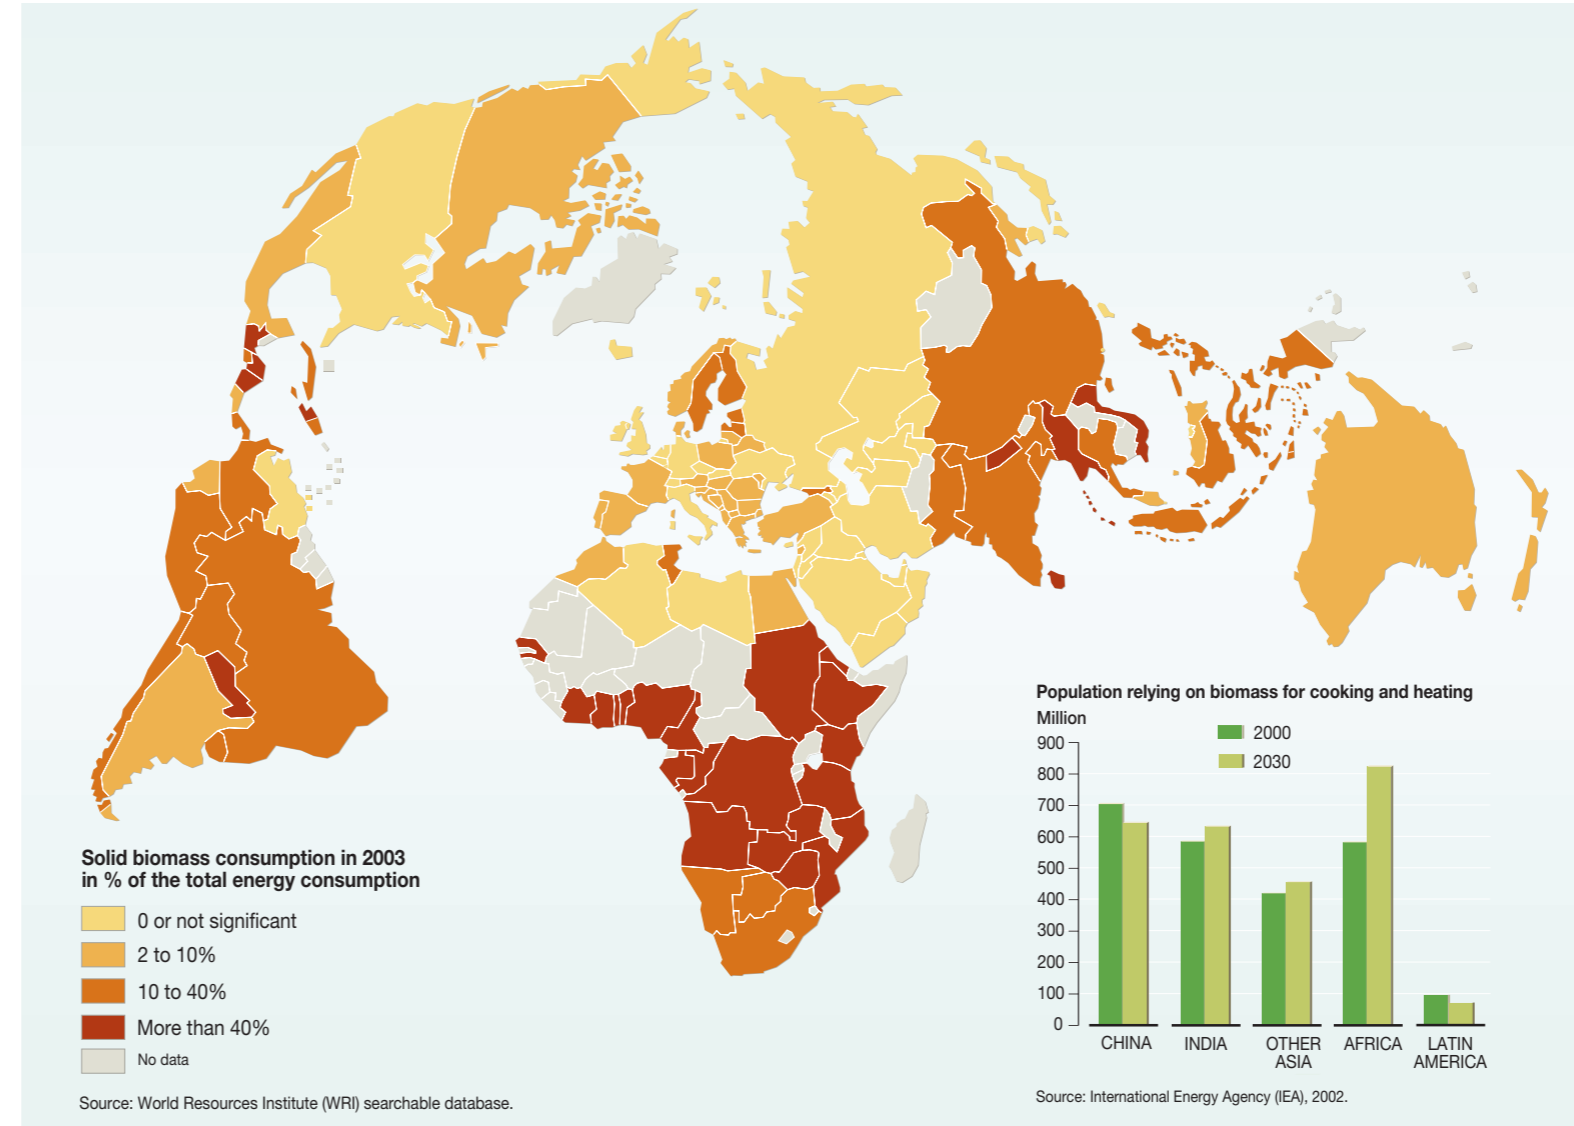 Population relying on biomass for cooking and heating
Million
2000
2030
900
800
700
600
500
400
300
200
100
0
CHINA
INDIA
OTHER
ASIA
AFRICA
LATIN
AMERICA
Source: International Energy Agency (IEA), 2002.
Solid biomass consumption in 2003
in % of the total energy consumption
0 or not significant
2 to 10%
10 to 40%
More than 40%
No data
Source: World Resources Institute (WRI) searchable database.